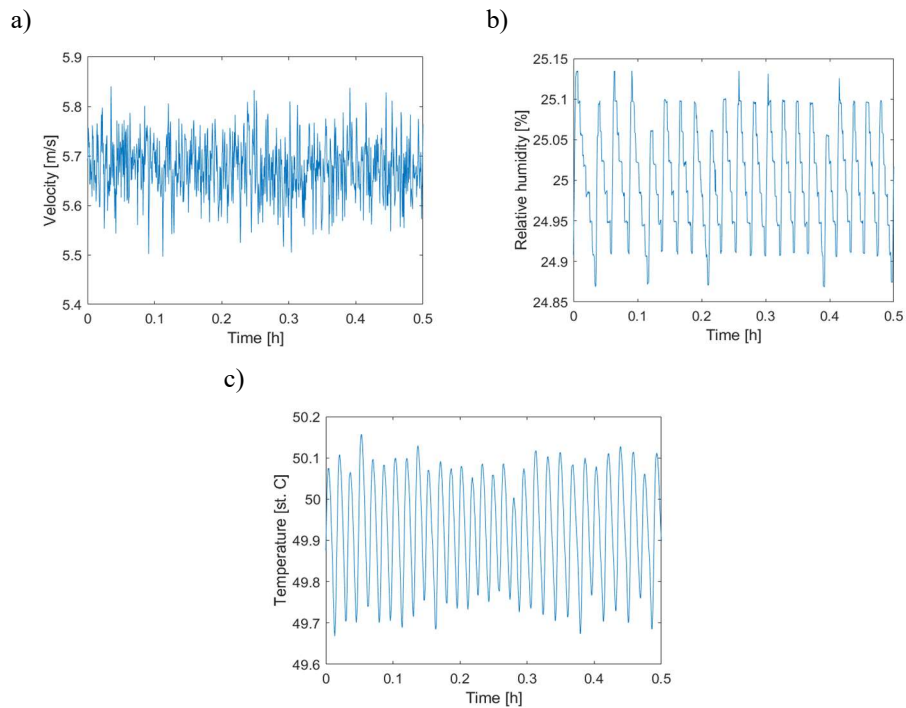 a)
5.9
5.8
5.7
5.6
5.5
5.4
Velocity [m/s]
0 0.1 0.2 0.3 0.4 0.5
Time [h]
b)
25.15
25.1
25.05
25
24.95
24.9
24.85
Relative humidity [%]
0 0.1 0.2 0.3 0.4 0.5
Time [h]
c)
50.2
50.1
50
49.9
49.8
49.7
49.6
Temperature [st. C]
0 0.1 0.2 0.3 0.4 0.5
Time [h]